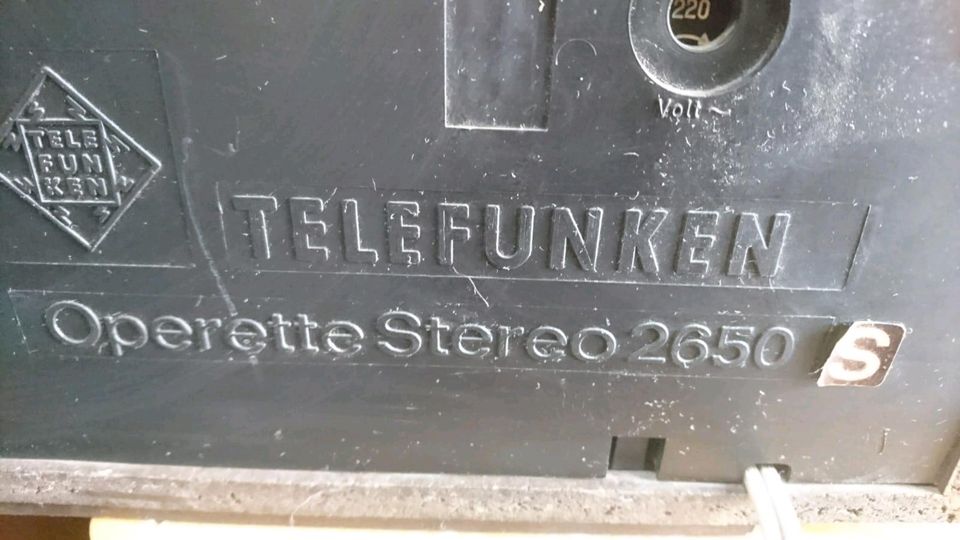 220
Volt ~
TELE
FUN
KEN
TELEFUNKEN
Operette Stereo 2650 S